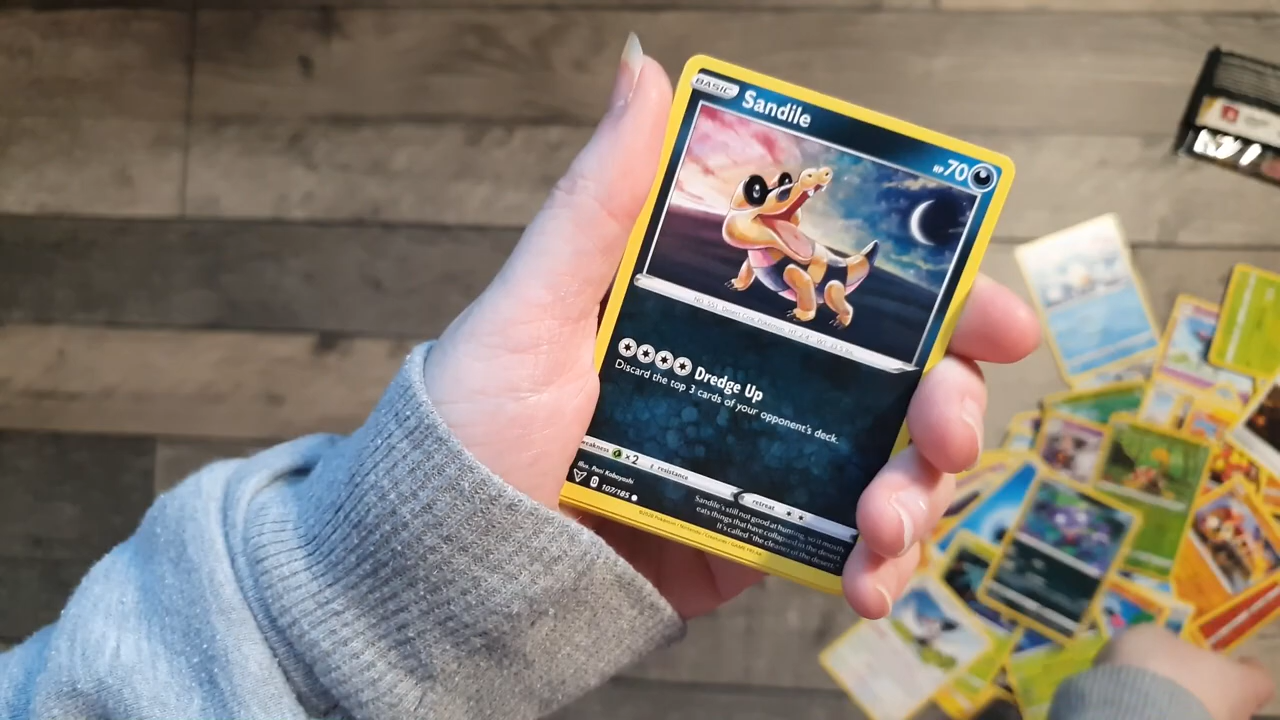 BASIC
Sandile
HP 70
NO. 551 Desert Croc Pokémon HT 2'4" WT 33.5 lbs.
Dredge Up
Discard the top 3 cards of your opponent's deck.
weakness ×2 resistance retreat
Illus. Pani Kobayashi
107/185
Sandile's still not good at hunting, so it mostly
eats things that have collapsed in the desert.
It's called "the cleaner of the desert."
©2020 Pokémon / Nintendo / Creatures / GAME FREAK